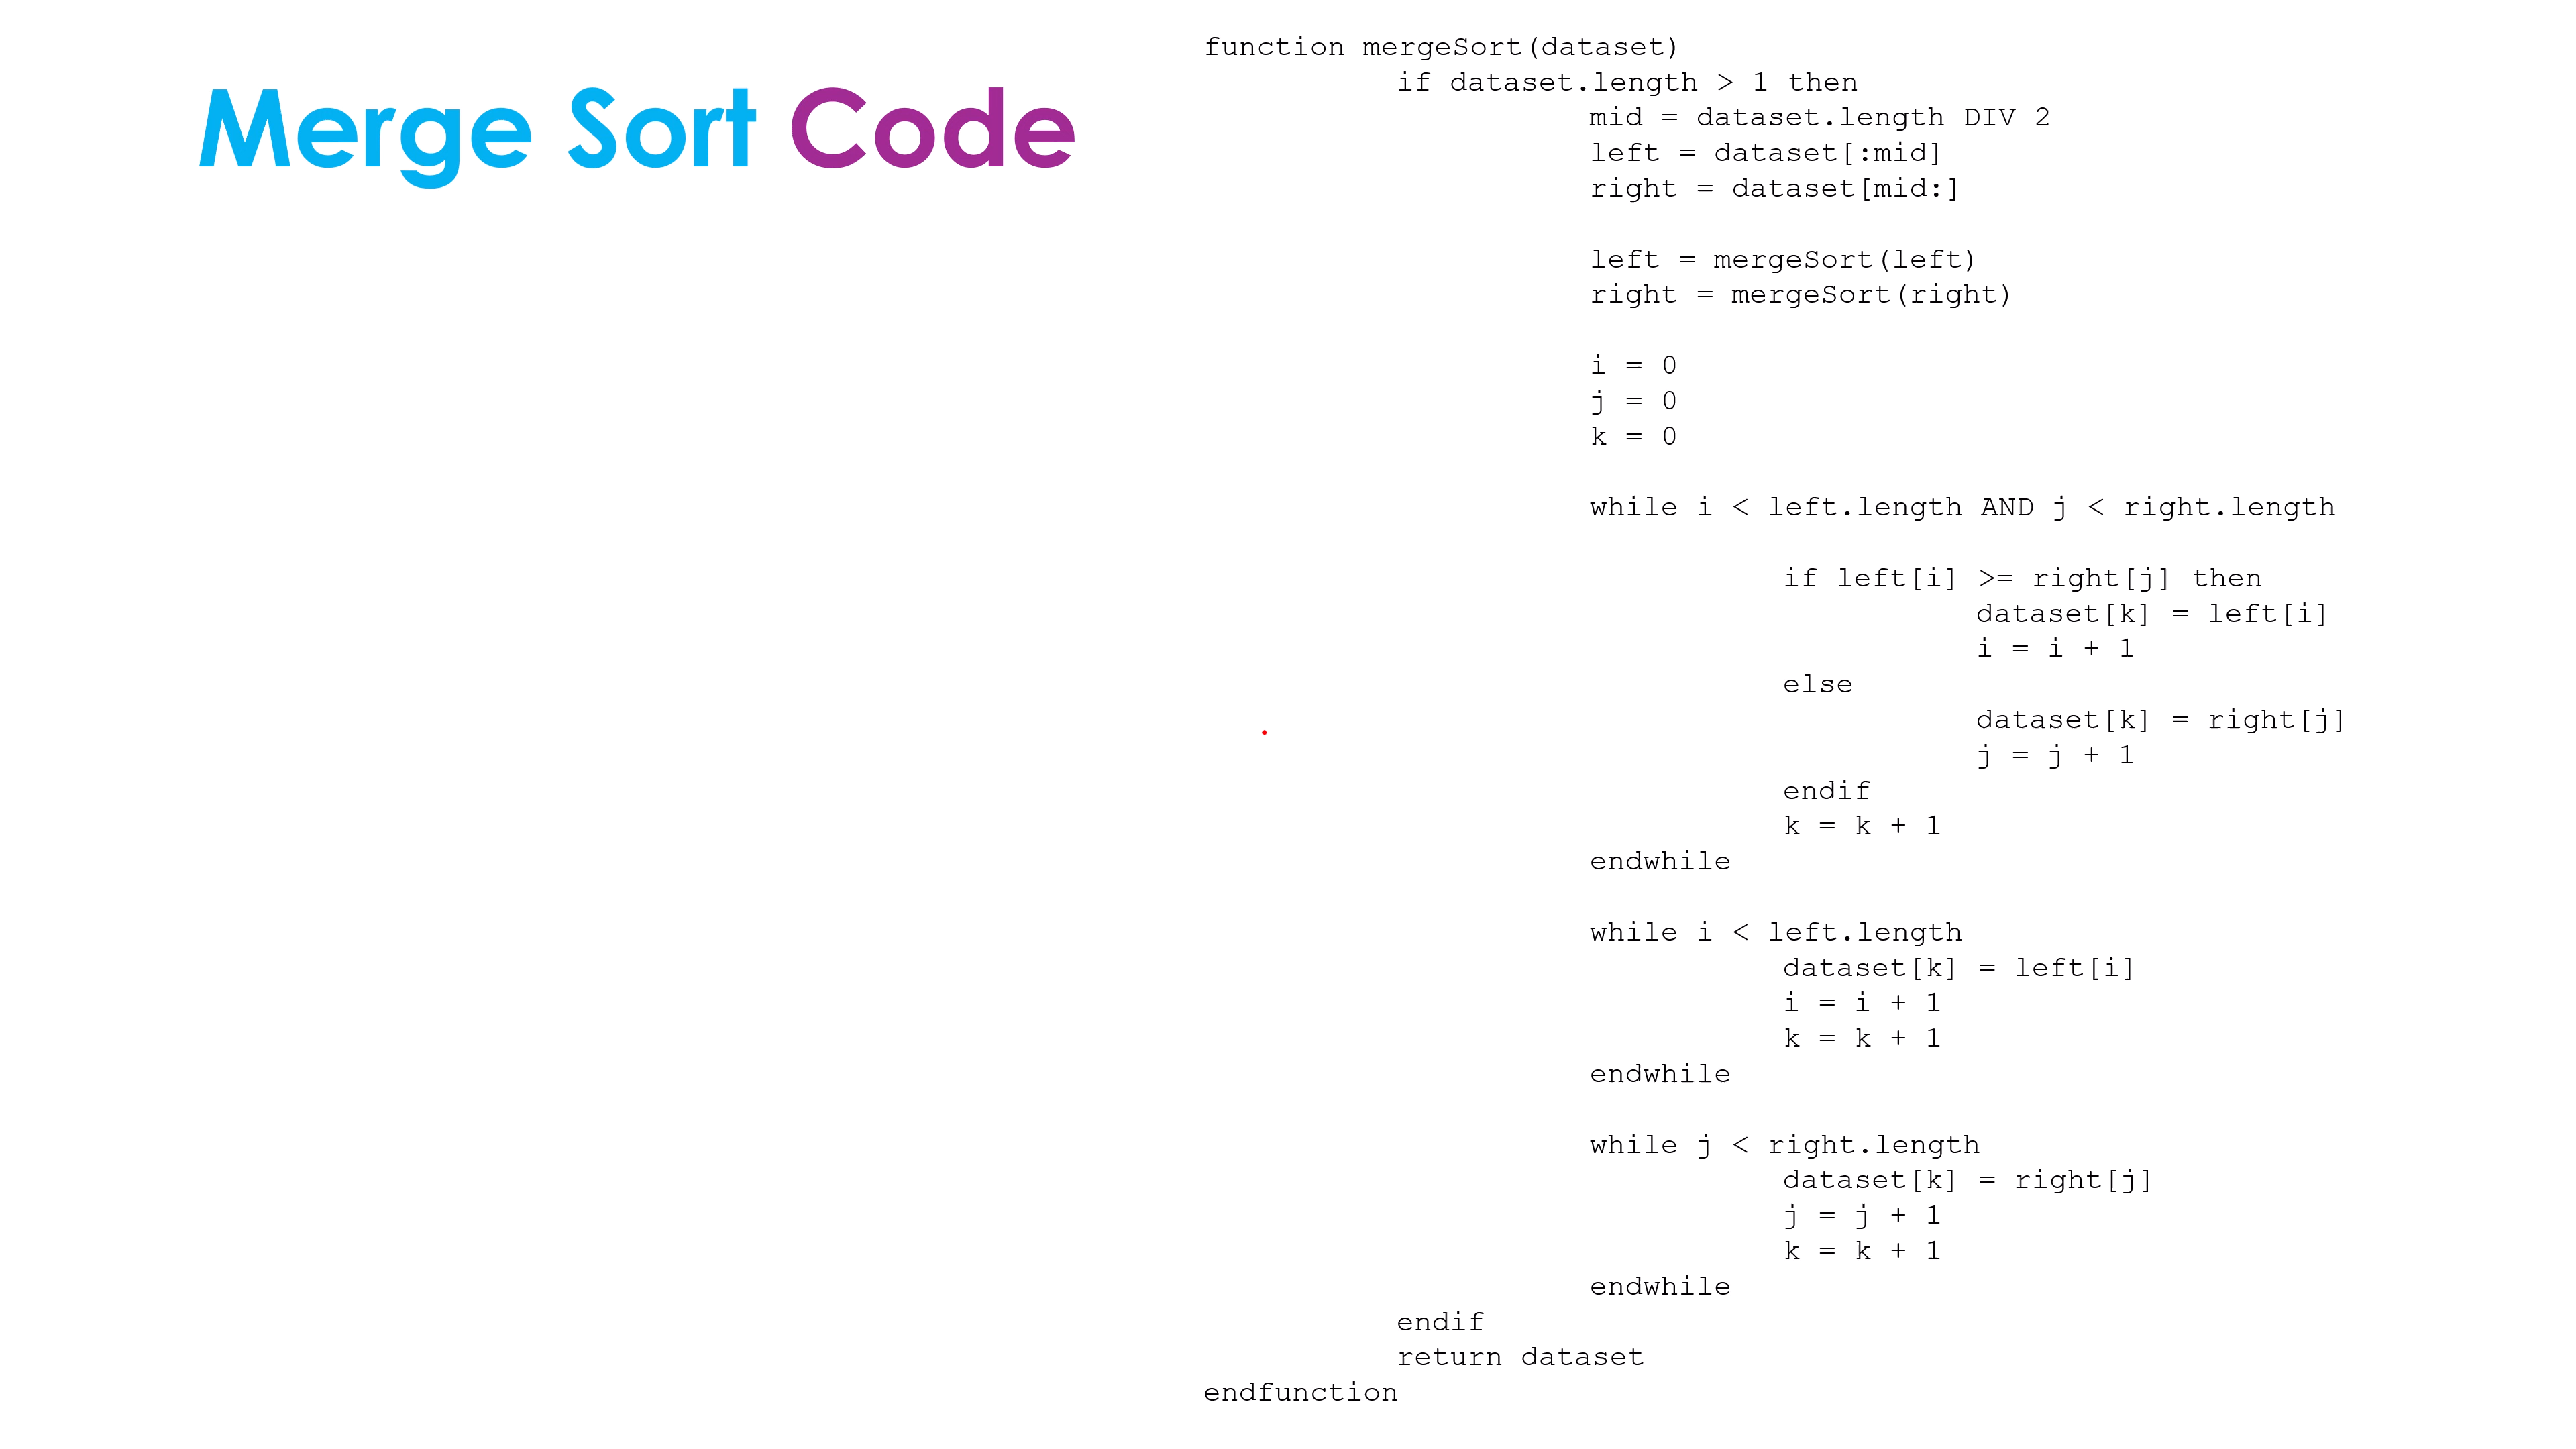 Merge Sort Code
function mergeSort(dataset)
if dataset.length > 1 then
mid = dataset.length DIV 2
left = dataset[:mid]
right = dataset[mid:]
left = mergeSort(left)
right = mergeSort(right)
i = 0
j = 0
k = 0
while i < left.length AND j < right.length
if left[i] >= right[j] then
dataset[k] = left[i]
i = i + 1
else
dataset[k] = right[j]
j = j + 1
endif
k = k + 1
endwhile
while i < left.length
dataset[k] = left[i]
i = i + 1
k = k + 1
endwhile
while j < right.length
dataset[k] = right[j]
j = j + 1
k = k + 1
endwhile
endif
return dataset
endfunction